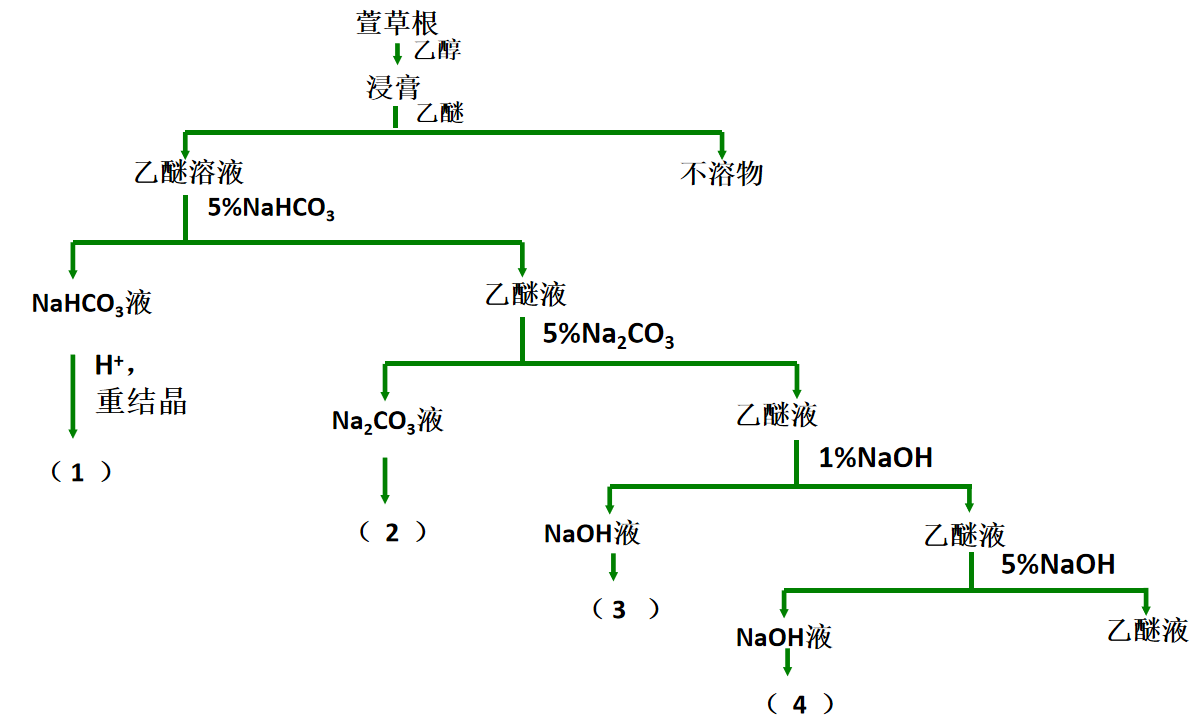 萱草根
乙醇
浸膏
乙醚
乙醚溶液
不溶物
5%NaHCO₃
NaHCO₃液
乙醚液
5%Na₂CO₃
H⁺，
重结晶
Na₂CO₃液
乙醚液
1%NaOH
（ 1 ）
（ 2 ）
NaOH液
乙醚液
5%NaOH
（ 3 ）
NaOH液
乙醚液
（ 4 ）